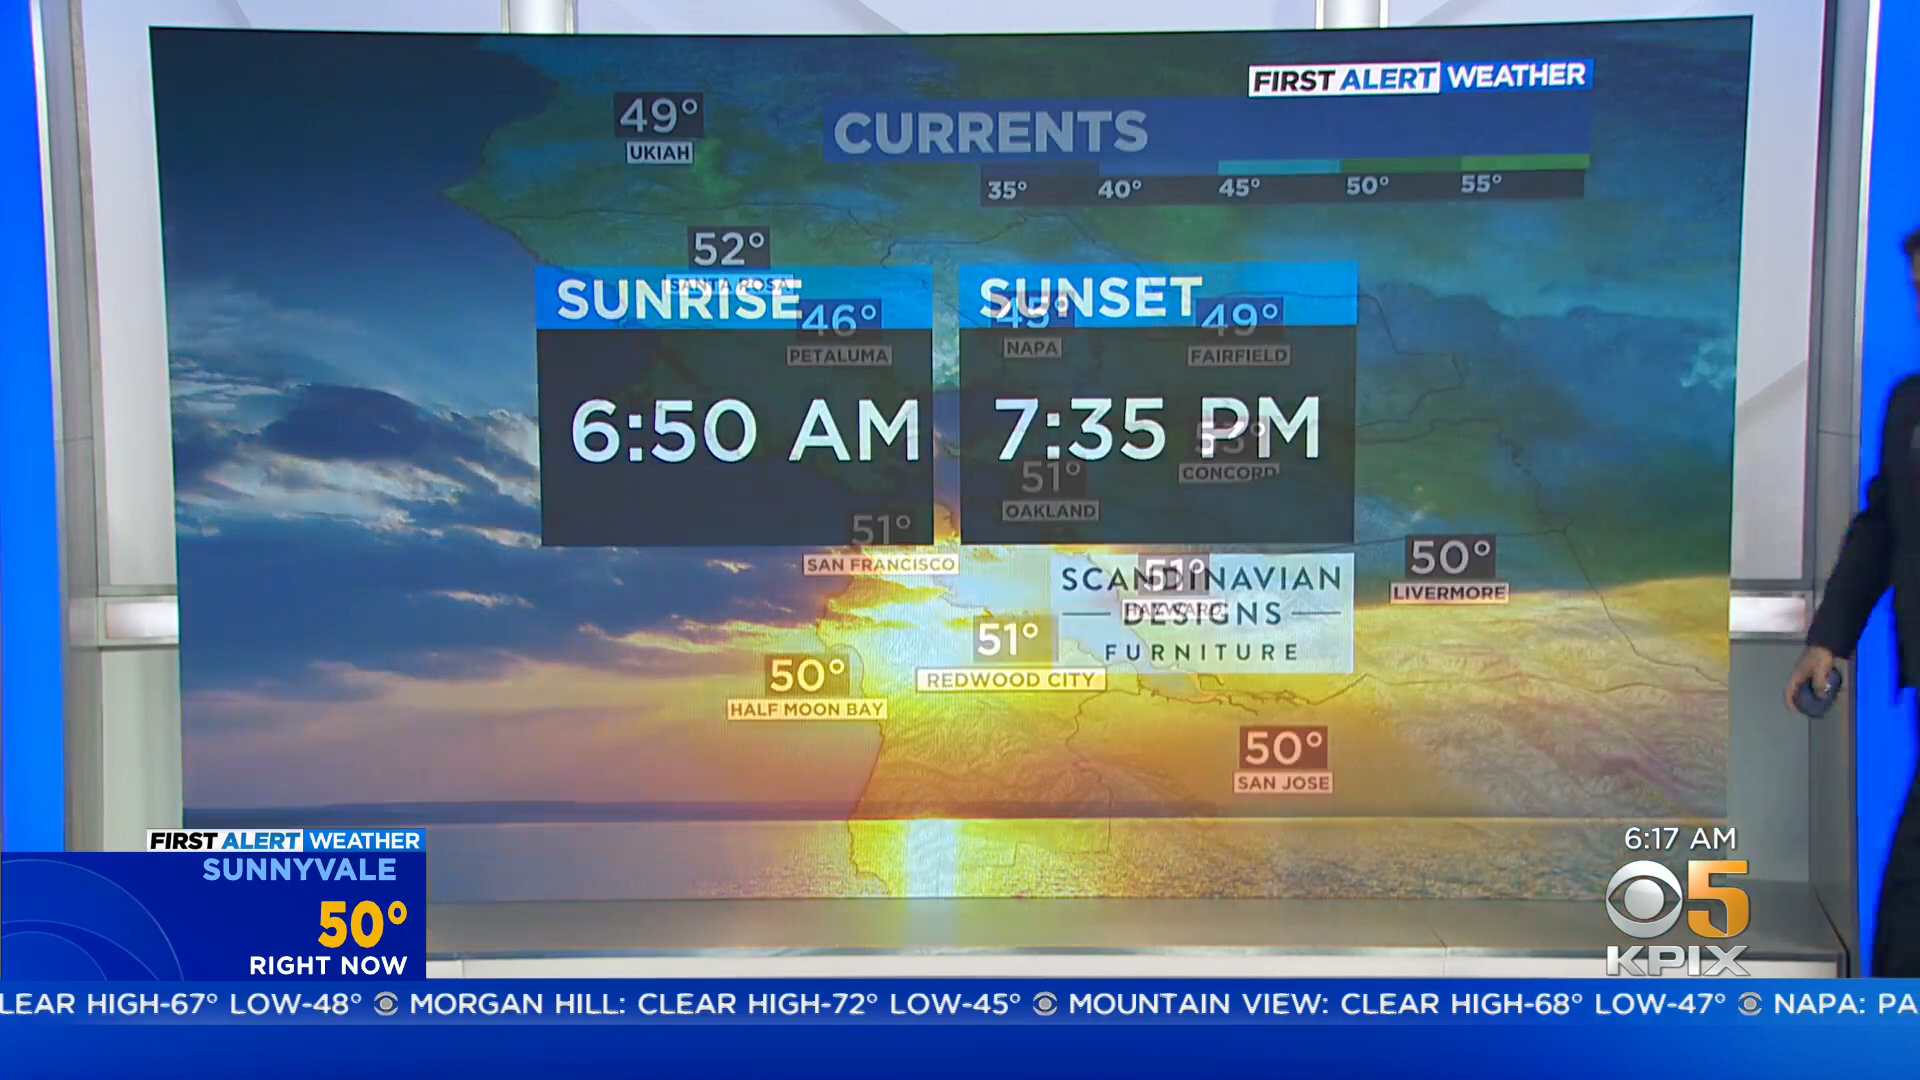 FIRST ALERT WEATHER
CURRENTS
35° 40° 45° 50° 55°
49°
UKIAH
52°
SANTA ROSA
SUNRISE
6:50 AM
SUNSET
7:35 PM
46°
PETALUMA
45°
NAPA
49°
FAIRFIELD
CONCORD
51°
OAKLAND
51°
SAN FRANCISCO
51°
HAYWARD
50°
LIVERMORE
SCANDINAVIAN
DESIGNS
FURNITURE
51°
REDWOOD CITY
50°
HALF MOON BAY
50°
SAN JOSE
FIRST ALERT WEATHER
SUNNYVALE
50°
RIGHT NOW
6:17 AM
5
KPIX
LEAR HIGH-67° LOW-48° MORGAN HILL: CLEAR HIGH-72° LOW-45° MOUNTAIN VIEW: CLEAR HIGH-68° LOW-47° NAPA: PA